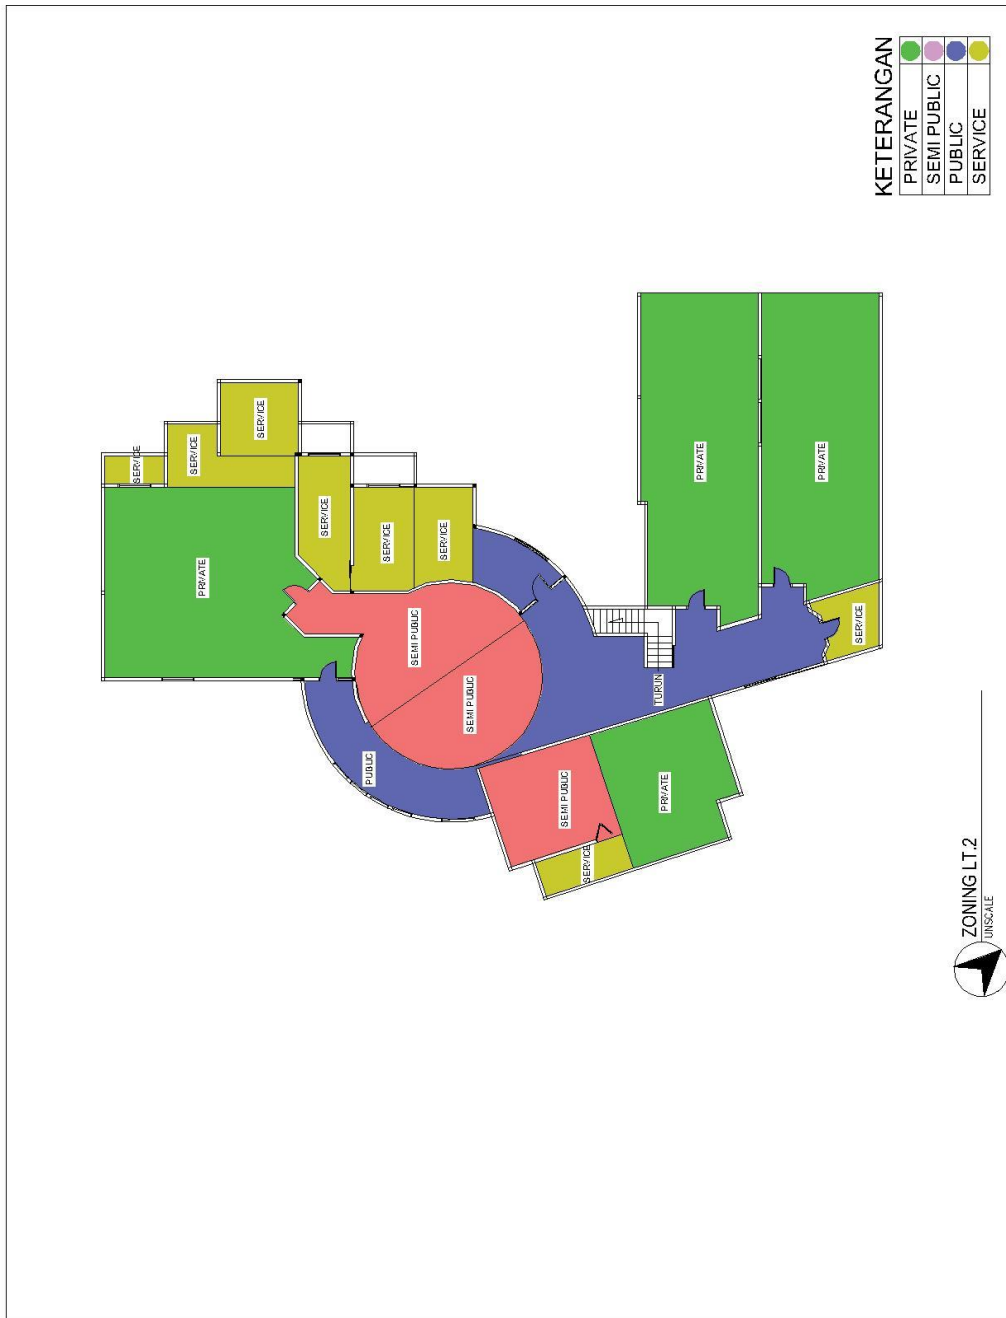 SERVICE
SERVICE
PRIVATE
SERVICE
SERVICE
PUBLIC
SERVICE
SEMI PUBLIC
SERVICE
SEMI PUBLIC
SEMI PUBLIC
SERVICE
TURUN
PRIVATE
PRIVATE
PRIVATE
SERVICE
KETERANGAN
PRIVATE
SEMI PUBLIC
PUBLIC
SERVICE
ZONING LT.2
UNSCALE